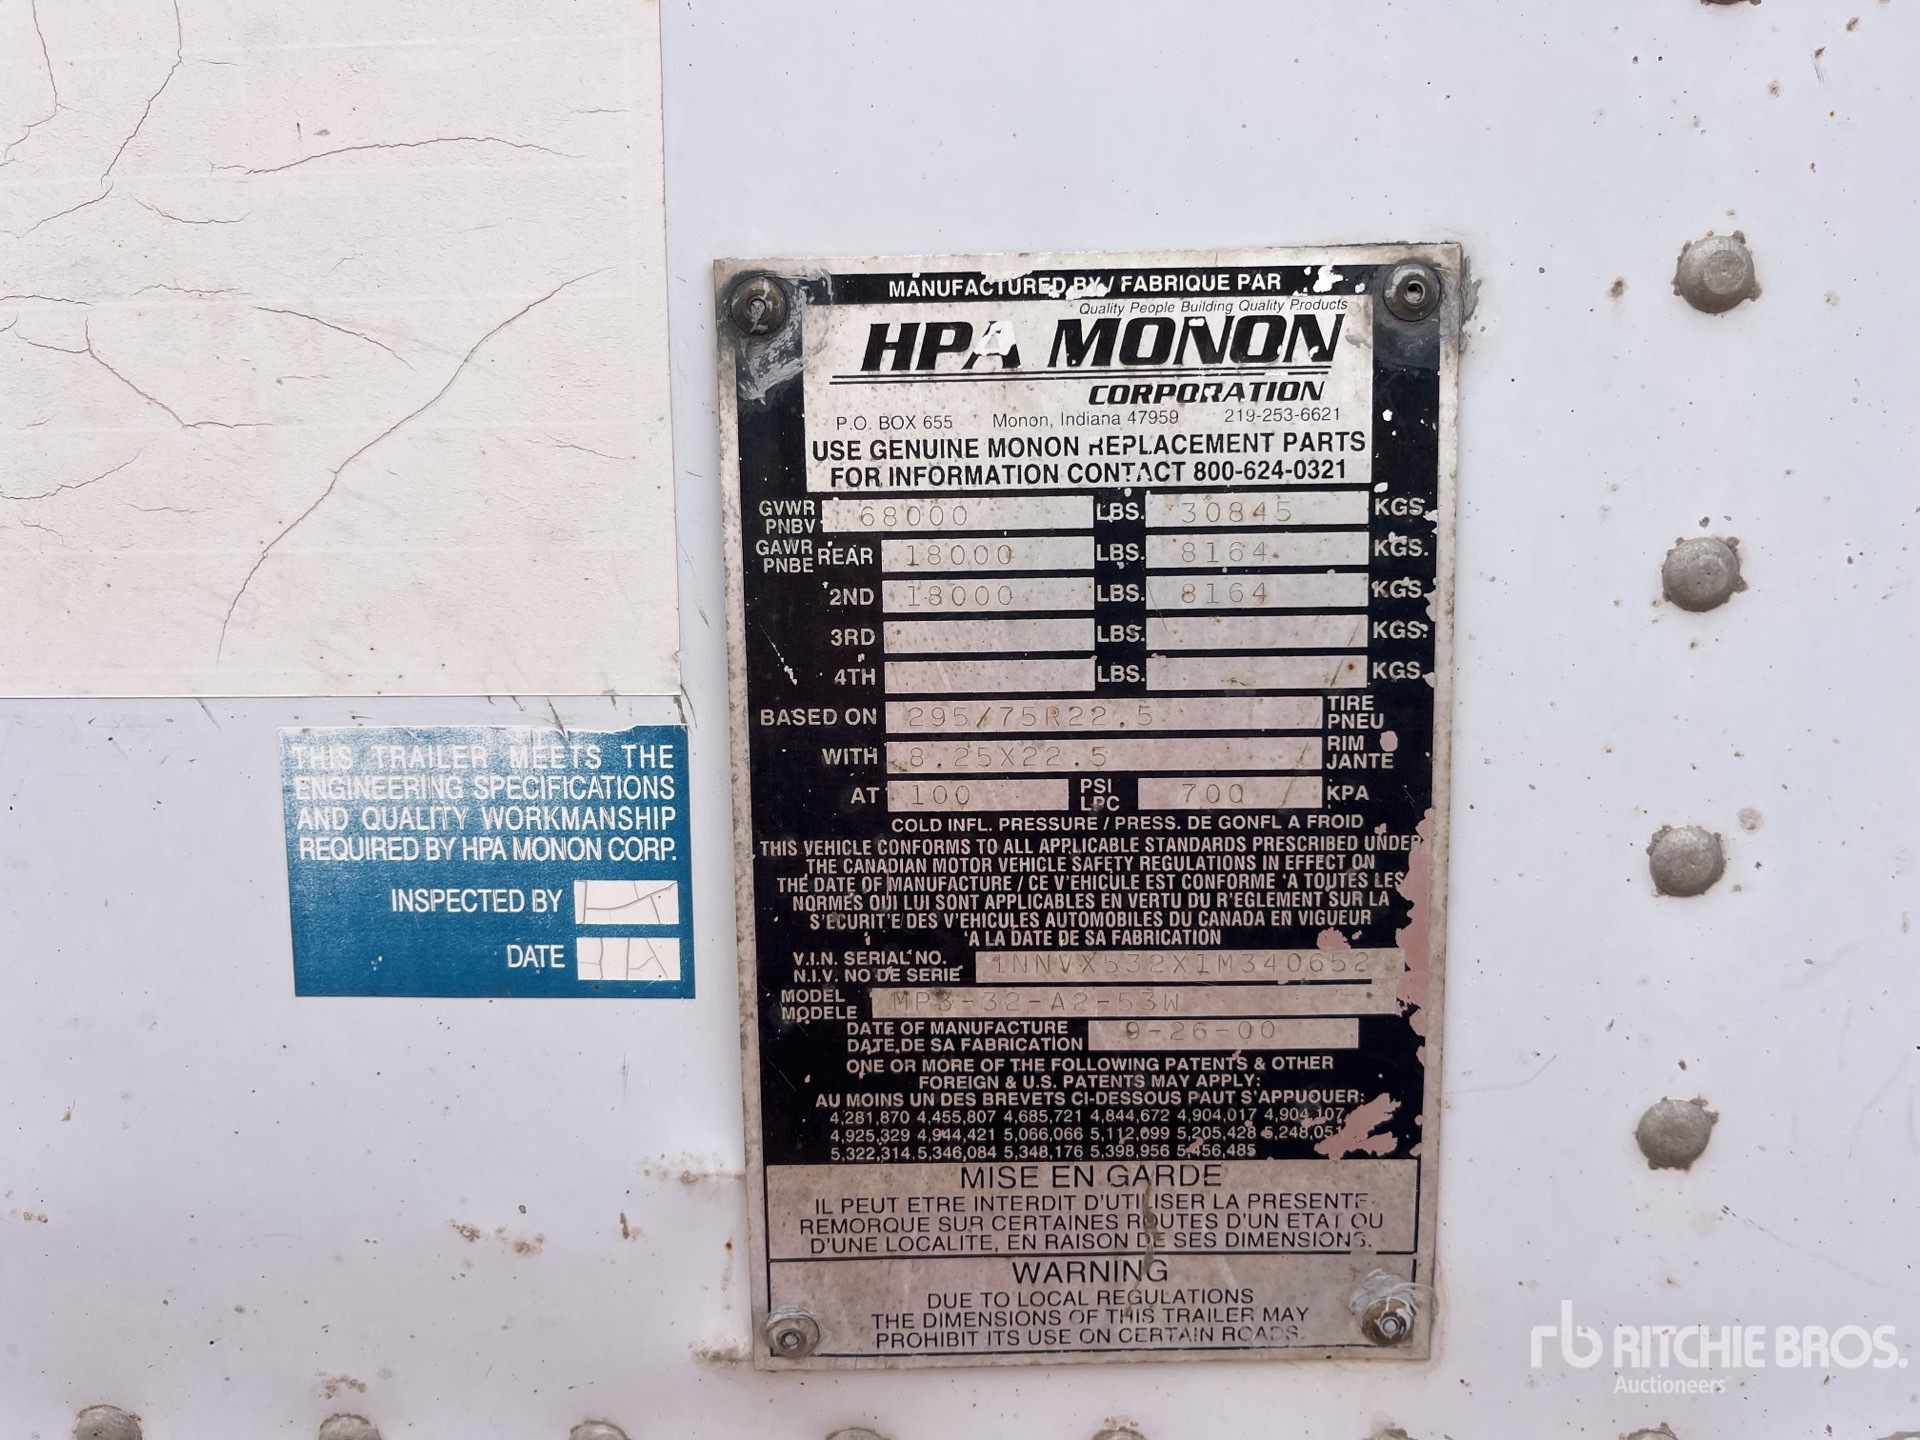 MANUFACTURED BY / FABRIQUE PAR
Quality People Building Quality Products
HPA MONON
CORPORATION
P.O. BOX 655 Monon, Indiana 47959 219-253-6621
USE GENUINE MONON REPLACEMENT PARTS
FOR INFORMATION CONTACT 800-624-0321
GVWR PNBV 68000 LBS. 30845 KGS.
GAWR PNBE REAR 18000 LBS. 8164 KGS.
2ND 18000 LBS. 8164 KGS.
3RD LBS. KGS.
4TH LBS. KGS.
BASED ON 295/75R22.5 TIRE PNEU
WITH 8.25X22.5 RIM JANTE
AT 100 PSI LPC 700 KPA
COLD INFL. PRESSURE / PRESS. DE GONFL A FROID
THIS VEHICLE CONFORMS TO ALL APPLICABLE STANDARDS PRESCRIBED UNDER
THE CANADIAN MOTOR VEHICLE SAFETY REGULATIONS IN EFFECT ON
THE DATE OF MANUFACTURE / CE V'EHICULE EST CONFORME 'A TOUTES LES
NORMES QUI LUI SONT APPLICABLES EN VERTU DU R'EGLEMENT SUR LA
S'ECURIT'E DES V'EHICULES AUTOMOBILES DU CANADA EN VIGUEUR
'A LA DATE DE SA FABRICATION
V.I.N. SERIAL NO.
N.I.V. NO DE SERIE 1NNVX532X1M340652
MODEL
MODELE MP3-32-A2-53W
DATE OF MANUFACTURE
DATE DE SA FABRICATION 9-26-00
ONE OR MORE OF THE FOLLOWING PATENTS & OTHER
FOREIGN & U.S. PATENTS MAY APPLY:
AU MOINS UN DES BREVETS CI-DESSOUS PAUT S'APPUOUER:
4,281,870 4,455,807 4,685,721 4,844,672 4,904,017 4,904,107
4,925,329 4,944,421 5,066,066 5,112,099 5,205,428 5,248,051
5,322,314 5,346,084 5,348,176 5,398,956 5,456,485
MISE EN GARDE
IL PEUT ETRE INTERDIT D'UTILISER LA PRESENTE
REMORQUE SUR CERTAINES ROUTES D'UN ETAT OU
D'UNE LOCALITE, EN RAISON DE SES DIMENSIONS.
WARNING
DUE TO LOCAL REGULATIONS
THE DIMENSIONS OF THIS TRAILER MAY
PROHIBIT ITS USE ON CERTAIN ROADS.
THIS TRAILER MEETS THE
ENGINEERING SPECIFICATIONS
AND QUALITY WORKMANSHIP
REQUIRED BY HPA MONON CORP.
INSPECTED BY
DATE
rb RITCHIE BROS.
Auctioneers